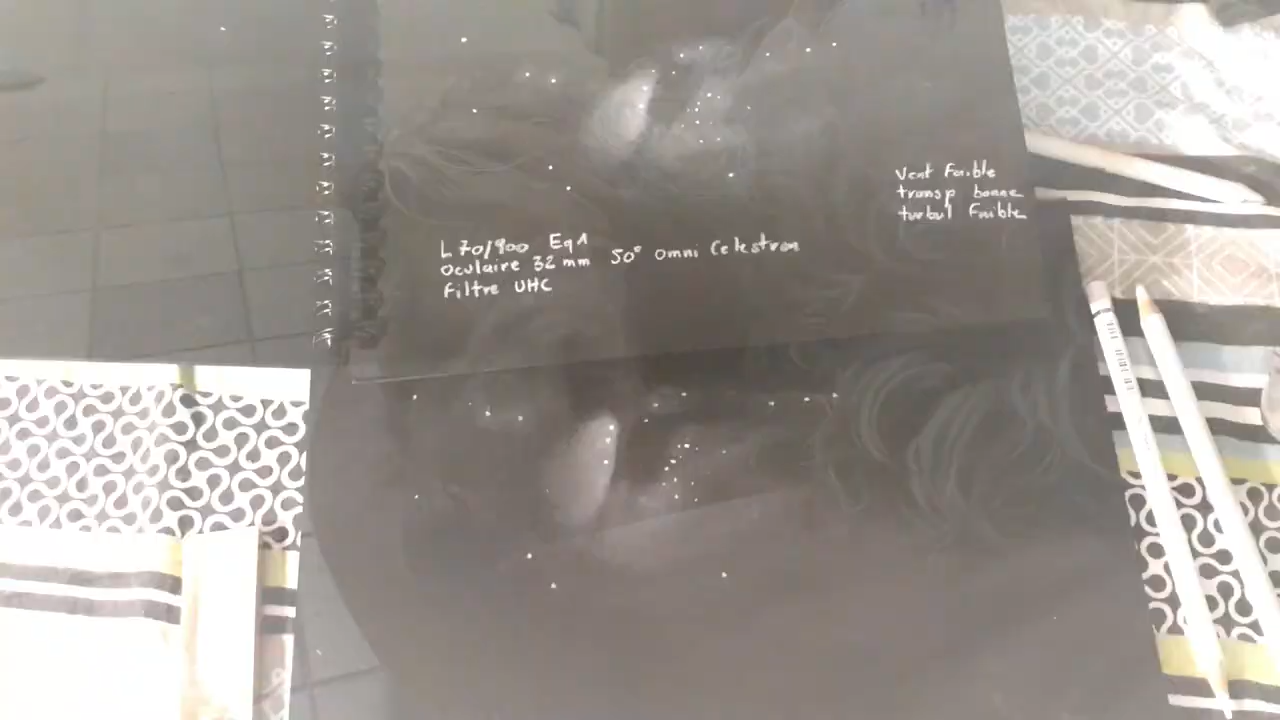 L 70/900 Eq1
Oculaire 32 mm 50° Omni Celestron
Filtre UHC
Vent Faible
transp bonne
turbul Faible